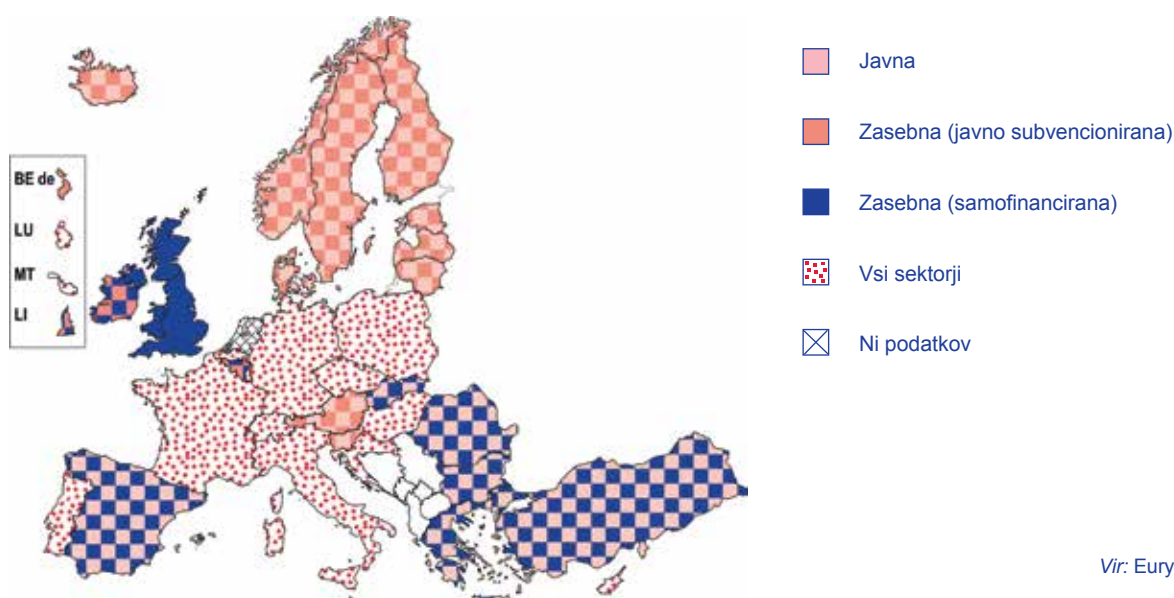 BE de
LU
MT
LI
Javna
Zasebna (javno subvencionirana)
Zasebna (samofinancirana)
Vsi sektorji
Ni podatkov
Vir: Eury